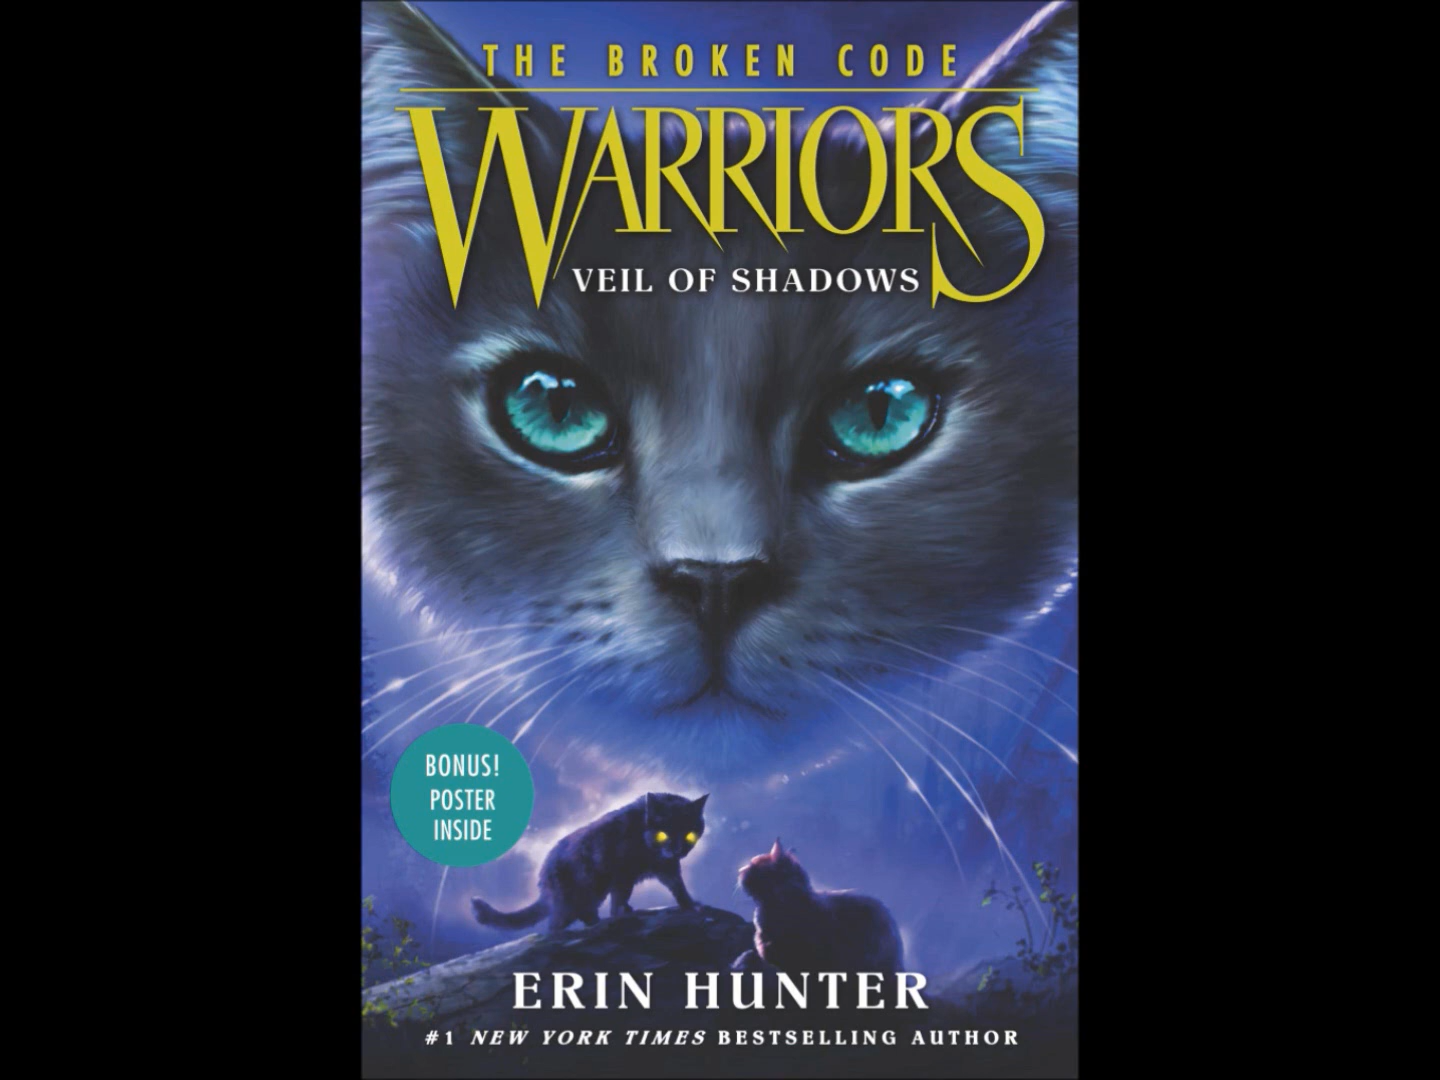 THE BROKEN CODE
WARRIORS
VEIL OF SHADOWS
BONUS!
POSTER
INSIDE
ERIN HUNTER
#1 NEW YORK TIMES BESTSELLING AUTHOR